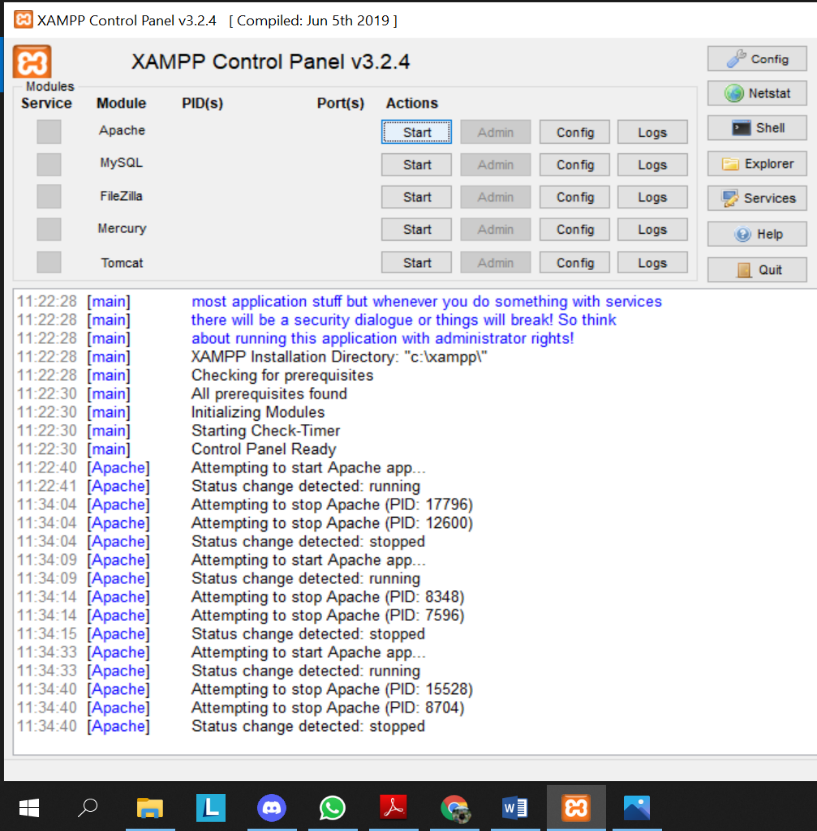 XAMPP Control Panel v3.2.4 [ Compiled: Jun 5th 2019 ]
XAMPP Control Panel v3.2.4
Config
Modules
Service Module PID(s) Port(s) Actions
Netstat
Apache Start Admin Config Logs
Shell
MySQL Start Admin Config Logs
Explorer
FileZilla Start Admin Config Logs
Services
Mercury Start Admin Config Logs
Help
Tomcat Start Admin Config Logs
Quit
11:22:28 [main] most application stuff but whenever you do something with services
11:22:28 [main] there will be a security dialogue or things will break! So think
11:22:28 [main] about running this application with administrator rights!
11:22:28 [main] XAMPP Installation Directory: "c:\xampp\"
11:22:28 [main] Checking for prerequisites
11:22:30 [main] All prerequisites found
11:22:30 [main] Initializing Modules
11:22:30 [main] Starting Check-Timer
11:22:30 [main] Control Panel Ready
11:22:40 [Apache] Attempting to start Apache app...
11:22:41 [Apache] Status change detected: running
11:34:04 [Apache] Attempting to stop Apache (PID: 17796)
11:34:04 [Apache] Attempting to stop Apache (PID: 12600)
11:34:04 [Apache] Status change detected: stopped
11:34:09 [Apache] Attempting to start Apache app...
11:34:09 [Apache] Status change detected: running
11:34:14 [Apache] Attempting to stop Apache (PID: 8348)
11:34:14 [Apache] Attempting to stop Apache (PID: 7596)
11:34:15 [Apache] Status change detected: stopped
11:34:33 [Apache] Attempting to start Apache app...
11:34:33 [Apache] Status change detected: running
11:34:40 [Apache] Attempting to stop Apache (PID: 15528)
11:34:40 [Apache] Attempting to stop Apache (PID: 8704)
11:34:40 [Apache] Status change detected: stopped
L
W